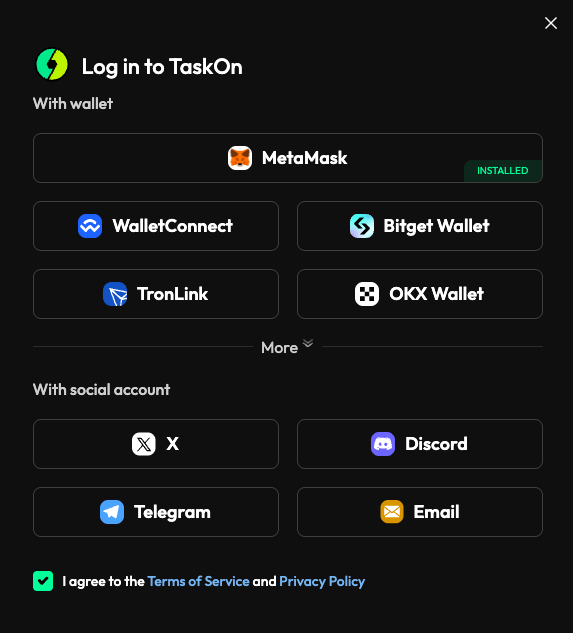 Log in to TaskOn
With wallet
MetaMask
INSTALLED
WalletConnect
Bitget Wallet
TronLink
OKX Wallet
More
With social account
X
Discord
Telegram
Email
I agree to the Terms of Service and Privacy Policy